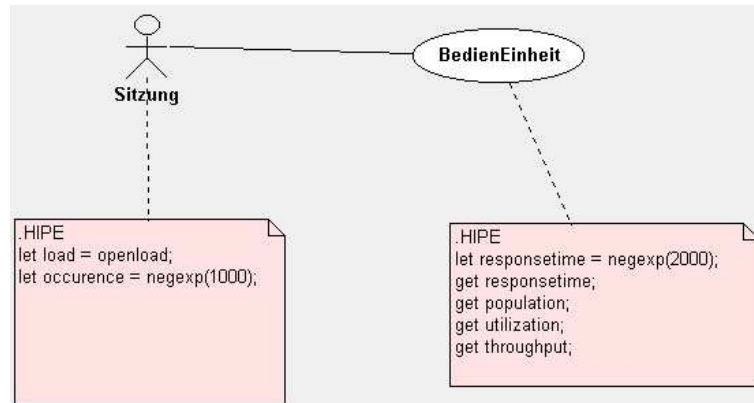 BedienEinheit
Sitzung
.HIPE
let load = openload;
let occurence = negexp(1000);
.HIPE
let responsetime = negexp(2000);
get responsetime;
get population;
get utilization;
get throughput;